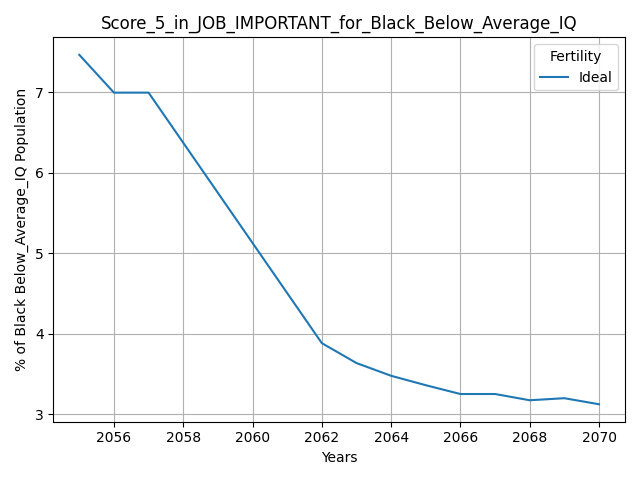 Score_5_in_JOB_IMPORTANT_for_Black_Below_Average_IQ
Fertility
Ideal
% of Black Below_Average_IQ Population
7
6
5
4
3
2056 2058 2060 2062 2064 2066 2068 2070
Years